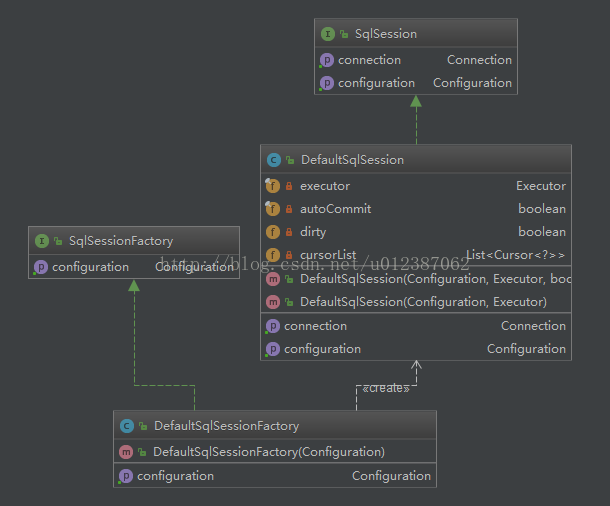 SqlSession
connection Connection
configuration Configuration
DefaultSqlSession
executor Executor
autoCommit boolean
dirty boolean
cursorList List<Cursor<?>>
DefaultSqlSession(Configuration, Executor, boo
DefaultSqlSession(Configuration, Executor)
connection Connection
configuration Configuration
SqlSessionFactory
configuration Configuration
http://blog.csdn.net/u012387062
«create»
DefaultSqlSessionFactory
DefaultSqlSessionFactory(Configuration)
configuration Configuration